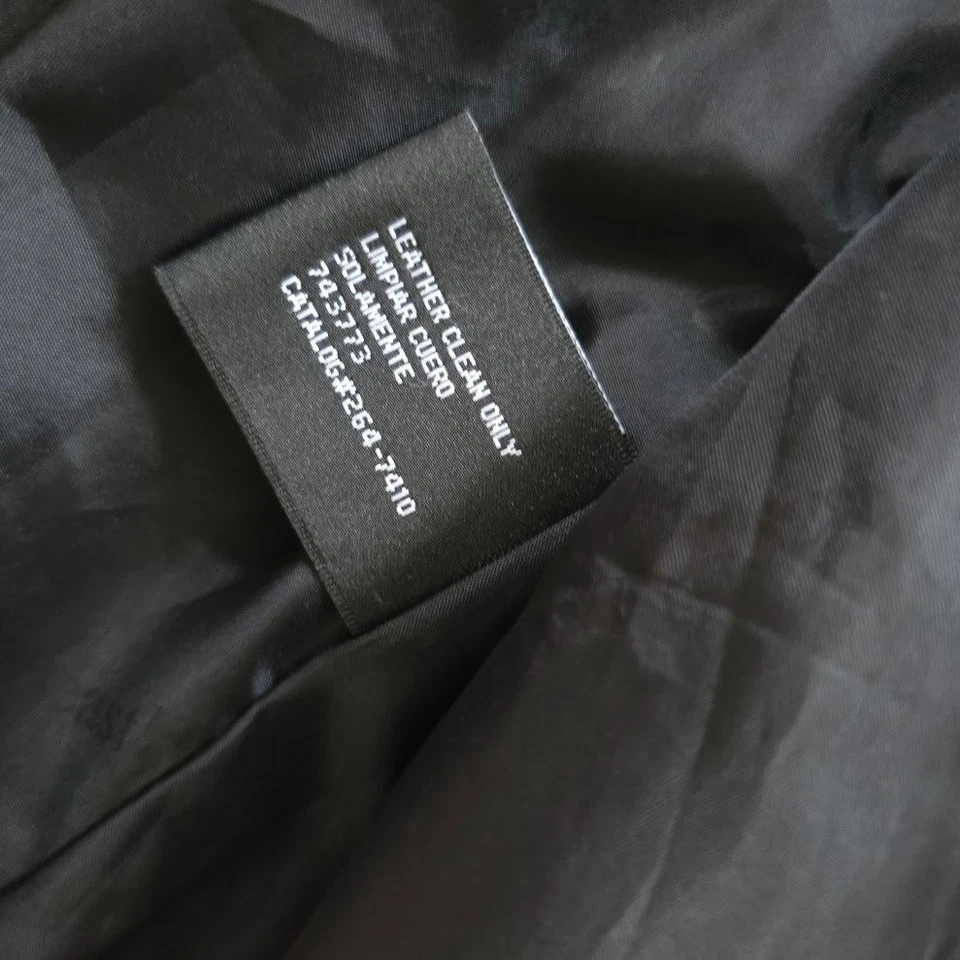 LEATHER CLEAN ONLY
LIMPIAR CUERO
SOLAMENTE
743773
CATALOG#264-7410